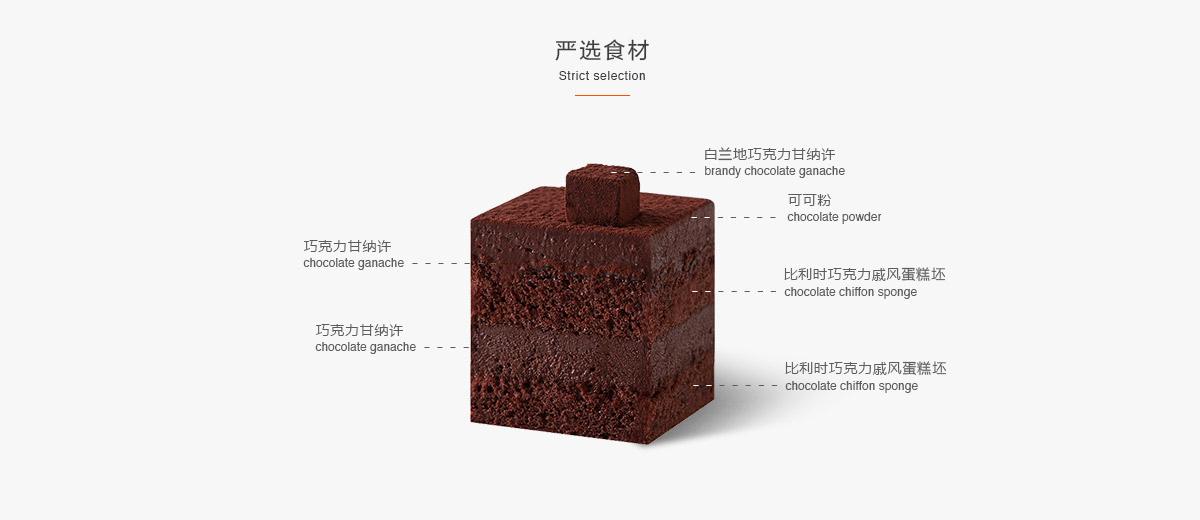 严选食材
Strict selection
白兰地巧克力甘纳许
brandy chocolate ganache
可可粉
chocolate powder
巧克力甘纳许
chocolate ganache
比利时巧克力戚风蛋糕坯
chocolate chiffon sponge
巧克力甘纳许
chocolate ganache
比利时巧克力戚风蛋糕坯
chocolate chiffon sponge